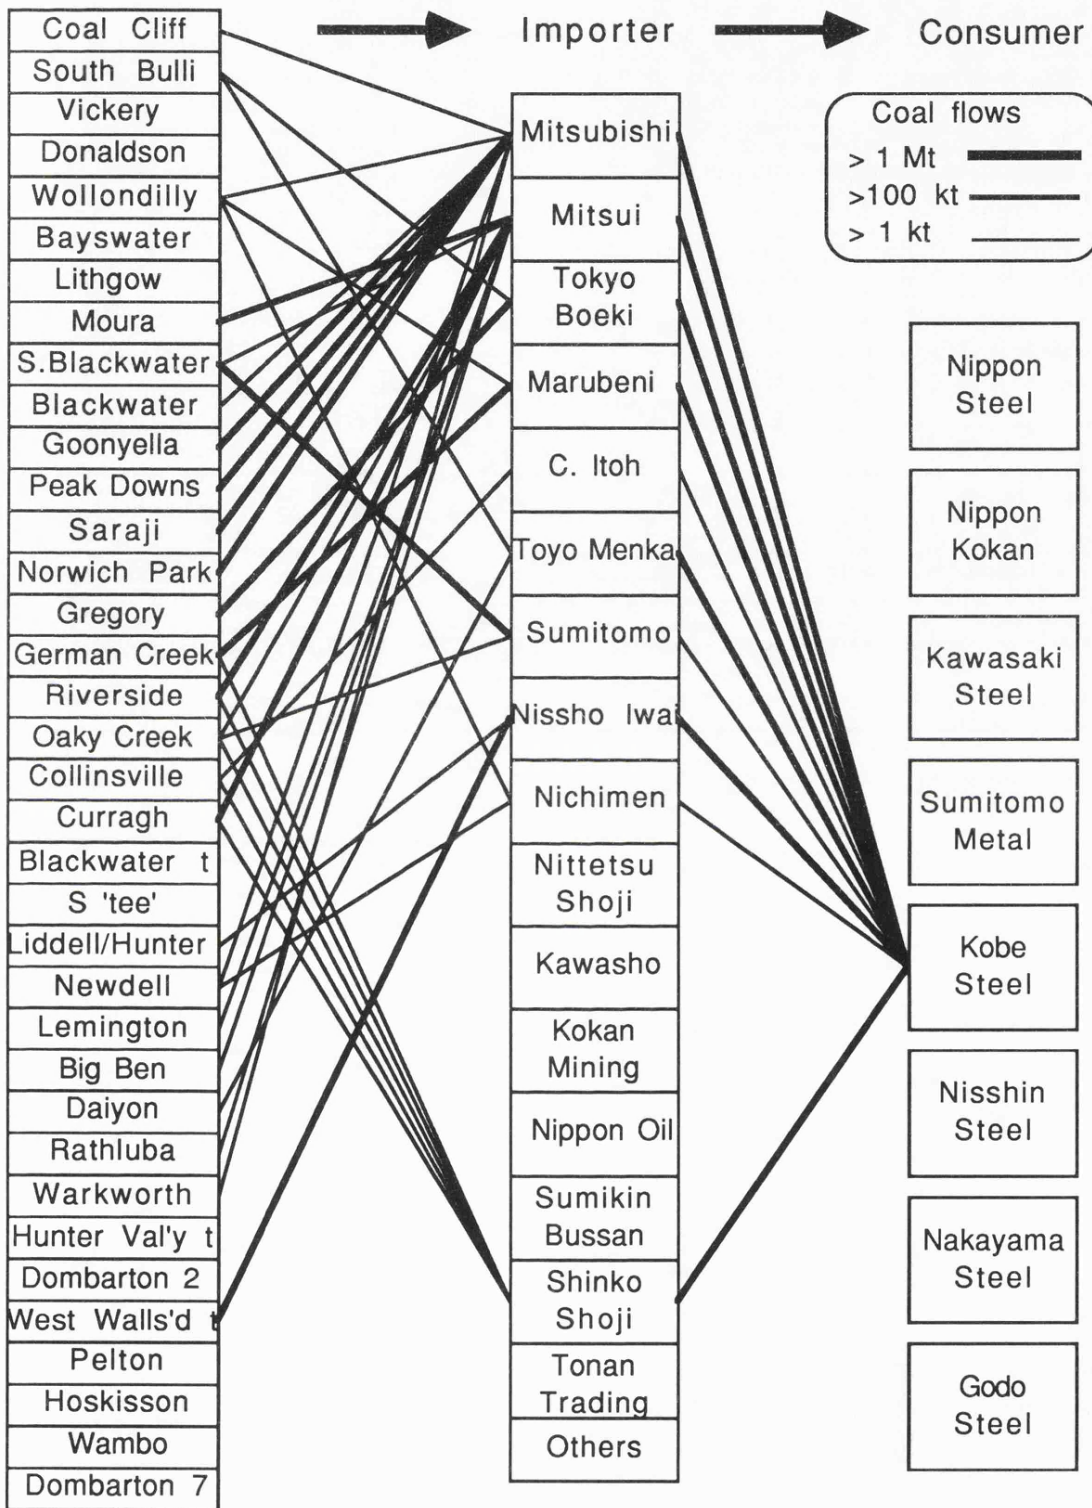 Coal Cliff
South Bulli
Vickery
Donaldson
Wollondilly
Bayswater
Lithgow
Moura
S.Blackwater
Blackwater
Goonyella
Peak Downs
Saraji
Norwich Park
Gregory
German Creek
Riverside
Oaky Creek
Collinsville
Curragh
Blackwater t
S 'tee'
Liddell/Hunter
Newdell
Lemington
Big Ben
Daiyon
Rathluba
Warkworth
Hunter Val'y t
Dombarton 2
West Walls'd t
Pelton
Hoskisson
Wambo
Dombarton 7
Importer
Mitsubishi
Mitsui
Tokyo
Boeki
Marubeni
C. Itoh
Toyo Menka
Sumitomo
Nissho Iwai
Nichimen
Nittetsu
Shoji
Kawasho
Kokan
Mining
Nippon Oil
Sumikin
Bussan
Shinko
Shoji
Tonan
Trading
Others
Consumer
Coal flows
> 1 Mt
>100 kt
> 1 kt
Nippon
Steel
Nippon
Kokan
Kawasaki
Steel
Sumitomo
Metal
Kobe
Steel
Nisshin
Steel
Nakayama
Steel
Godo
Steel